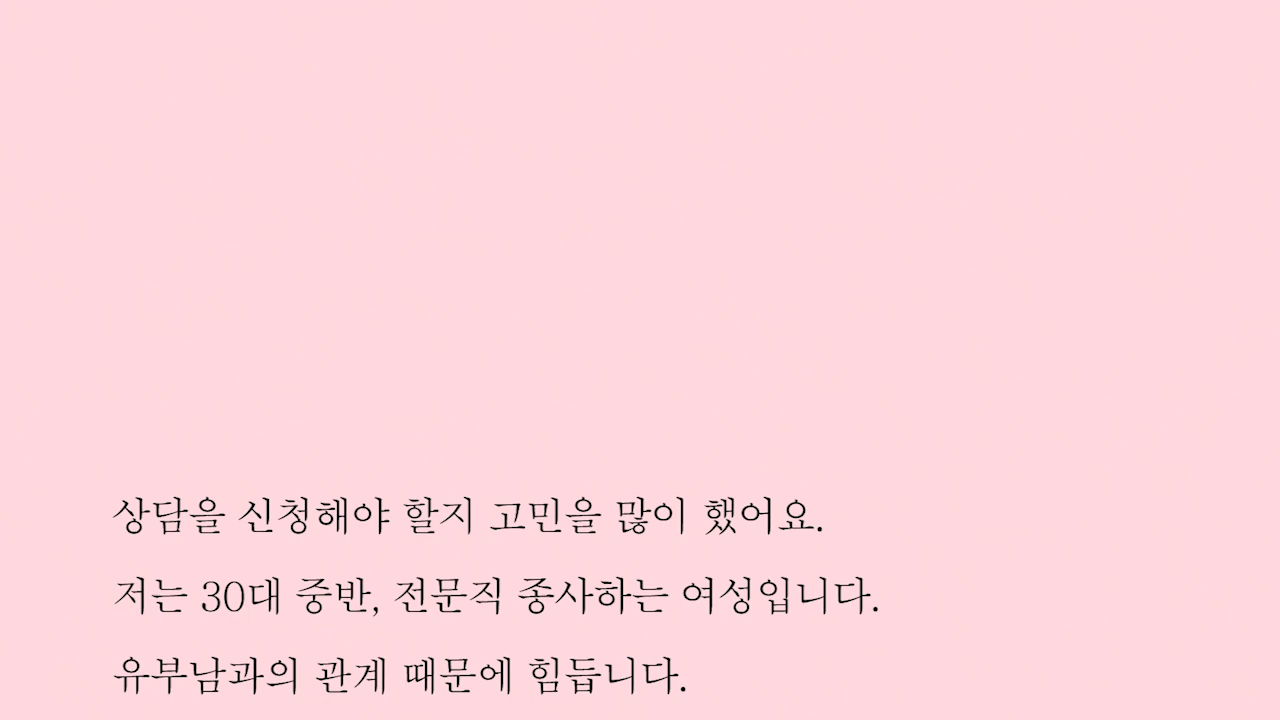 상담을 신청해야 할지 고민을 많이 했어요.
저는 30대 중반, 전문직 종사하는 여성입니다.
유부남과의 관계 때문에 힘듭니다.